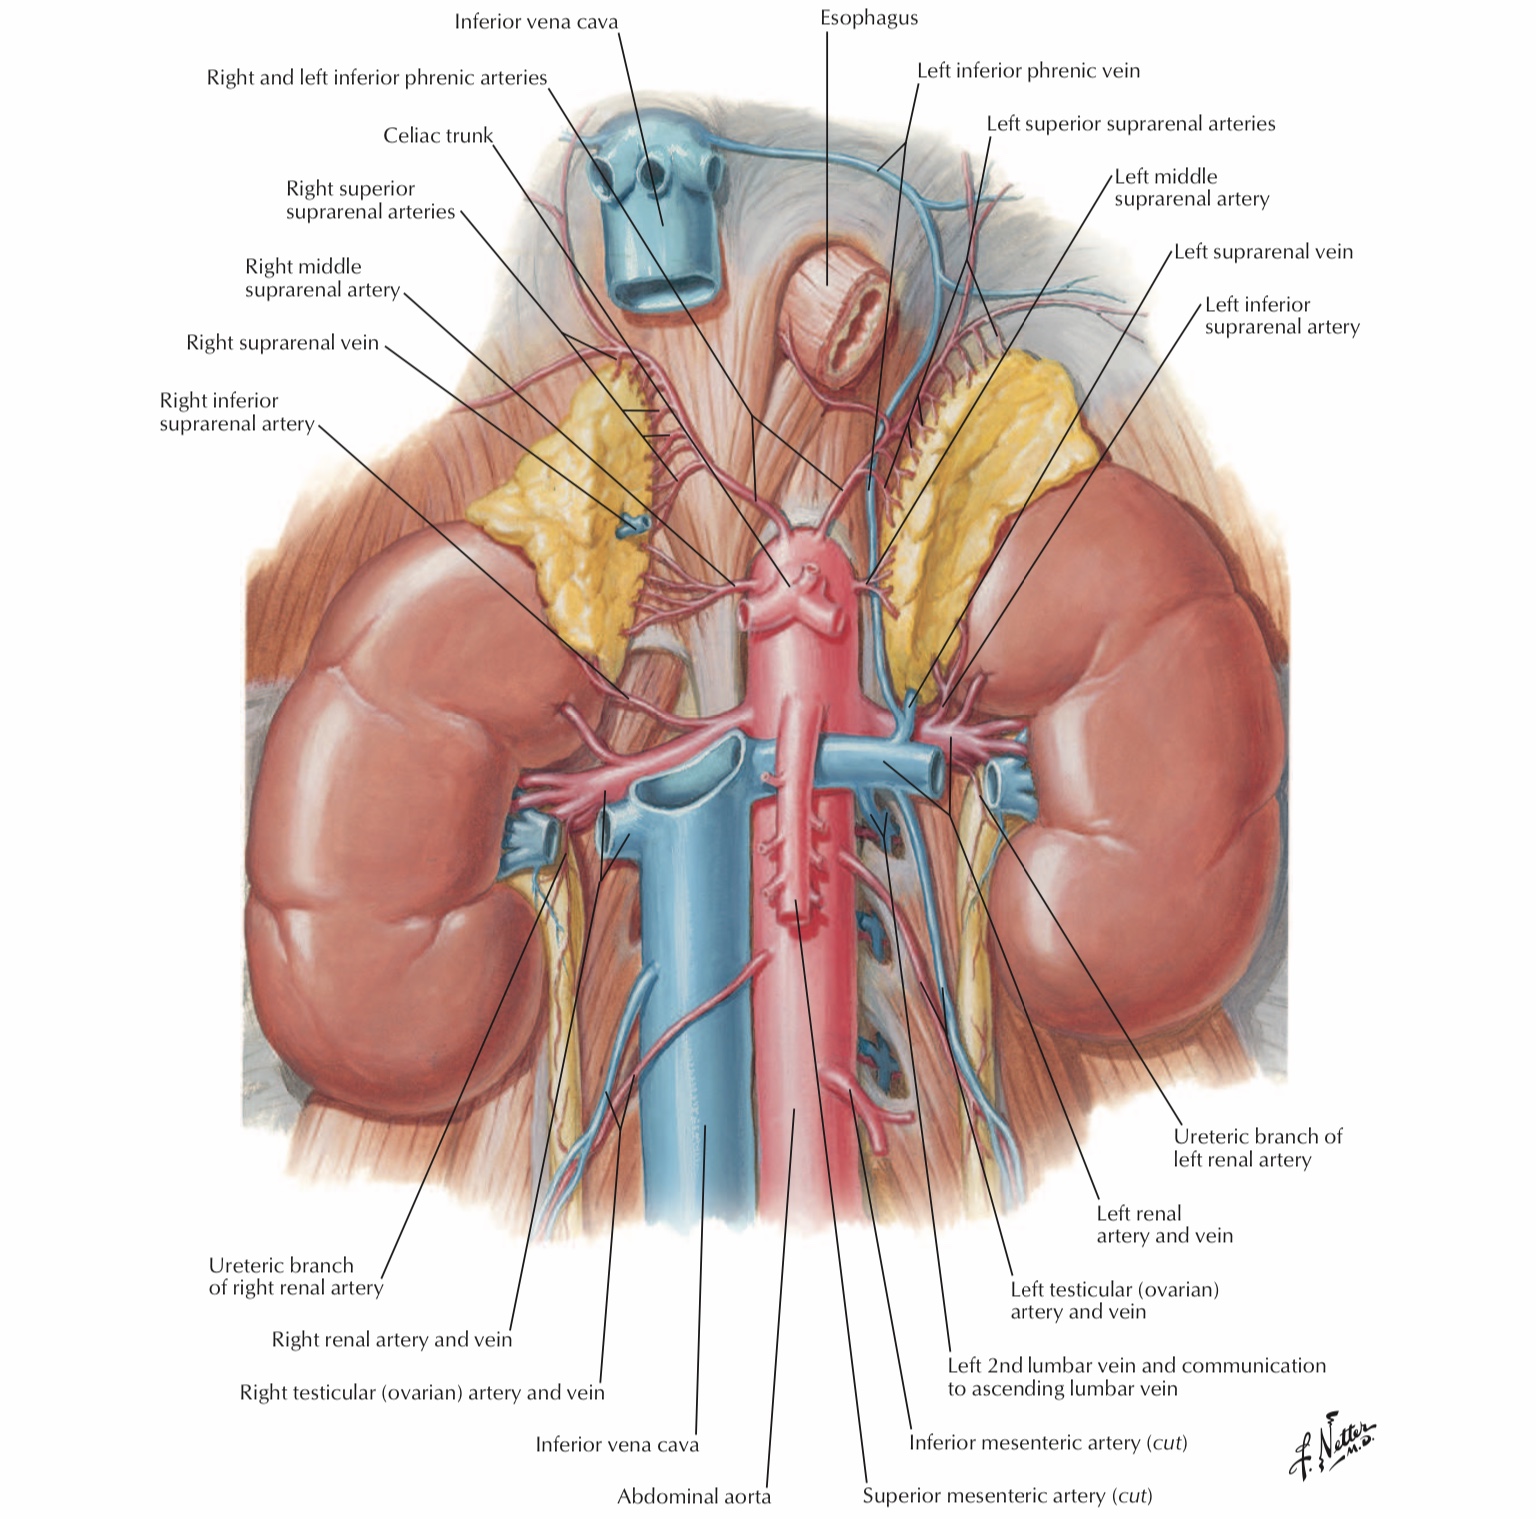 Inferior vena cava
Esophagus
Right and left inferior phrenic arteries
Left inferior phrenic vein
Celiac trunk
Left superior suprarenal arteries
Right superior
suprarenal arteries
Left middle
suprarenal artery
Right middle
suprarenal artery
Left suprarenal vein
Right suprarenal vein
Left inferior
suprarenal artery
Right inferior
suprarenal artery
Ureteric branch of
left renal artery
Left renal
artery and vein
Ureteric branch
of right renal artery
Left testicular (ovarian)
artery and vein
Right renal artery and vein
Left 2nd lumbar vein and communication
to ascending lumbar vein
Right testicular (ovarian) artery and vein
Inferior vena cava
Inferior mesenteric artery (cut)
Abdominal aorta
Superior mesenteric artery (cut)
F. Netter
M.D.